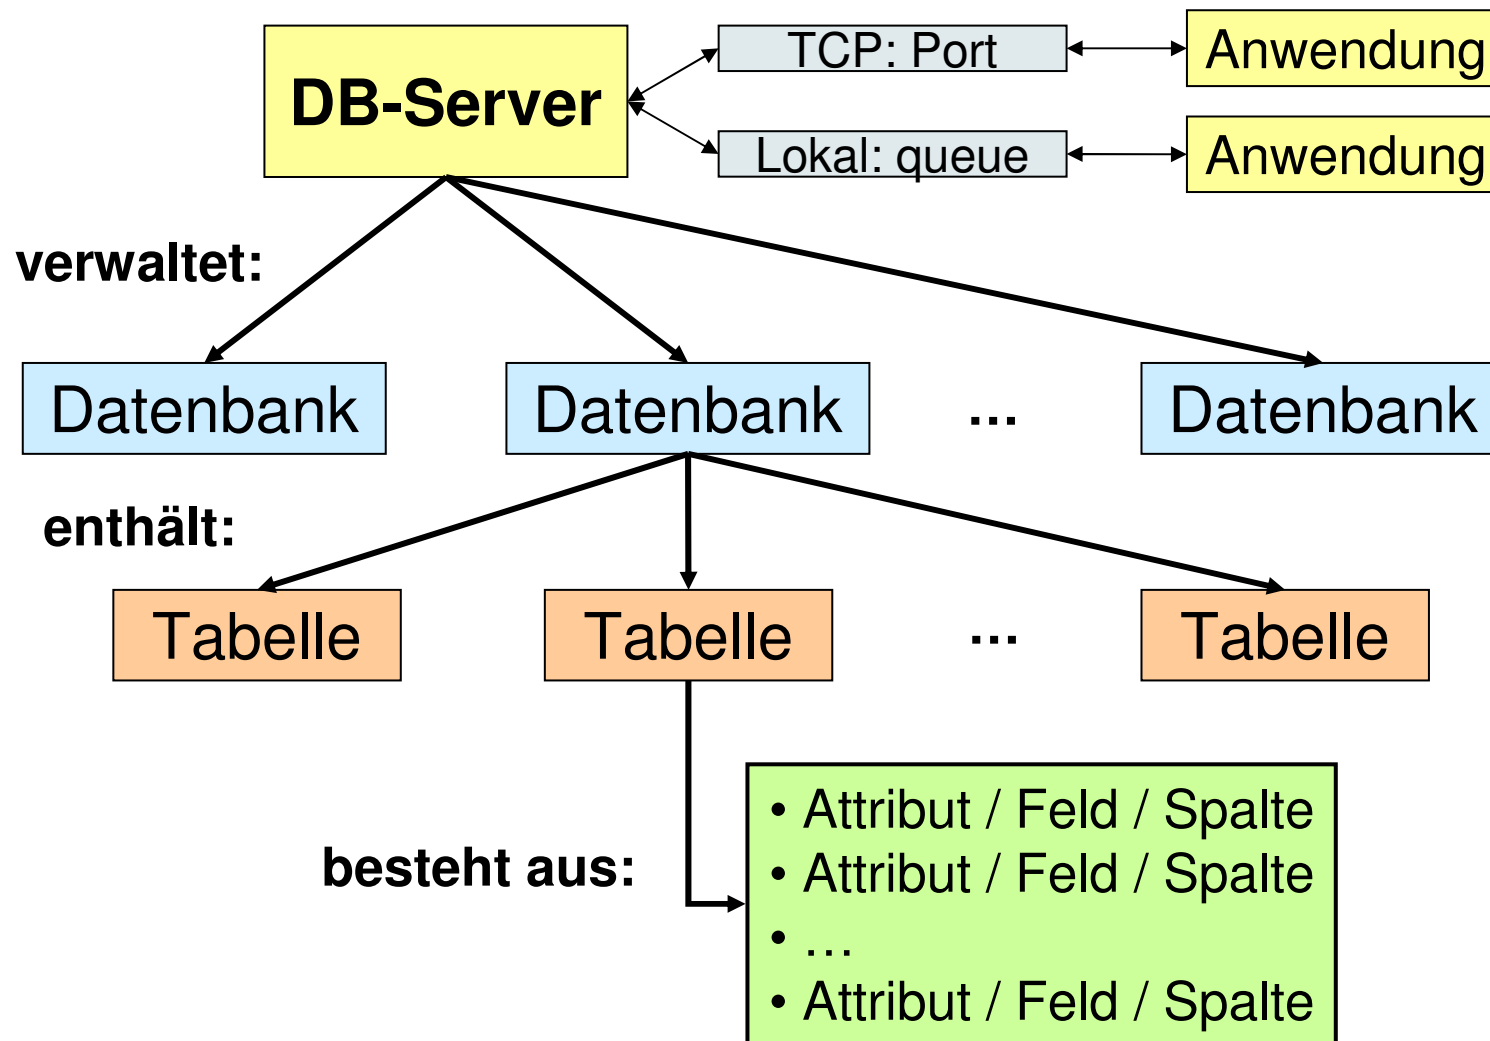 DB-Server
TCP: Port
Anwendung
Lokal: queue
Anwendung
verwaltet:
Datenbank
Datenbank
...
Datenbank
enthält:
Tabelle
Tabelle
...
Tabelle
besteht aus:
• Attribut / Feld / Spalte
• Attribut / Feld / Spalte
• …
• Attribut / Feld / Spalte